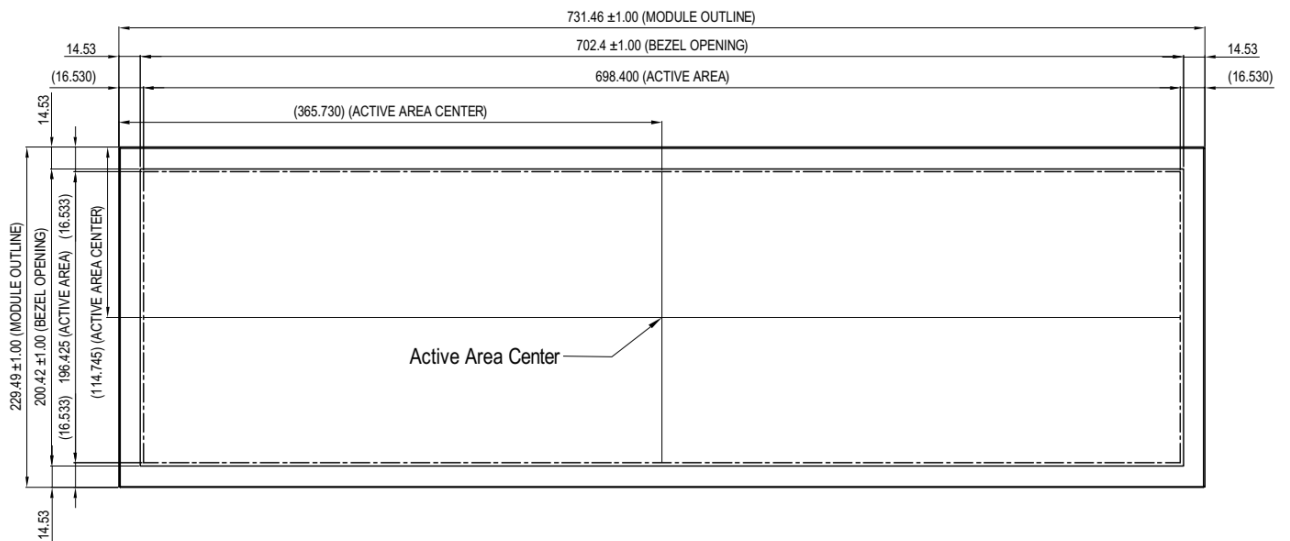 731.46 ±1.00 (MODULE OUTLINE)
14.53
702.4 ±1.00 (BEZEL OPENING)
14.53
(16.530)
698.400 (ACTIVE AREA)
(16.530)
14.53
(365.730) (ACTIVE AREA CENTER)
229.49 ±1.00 (MODULE OUTLINE)
200.42 ±1.00 (BEZEL OPENING)
(16.533) 196.425 (ACTIVE AREA) (16.533)
(114.745) (ACTIVE AREA CENTER)
Active Area Center
14.53